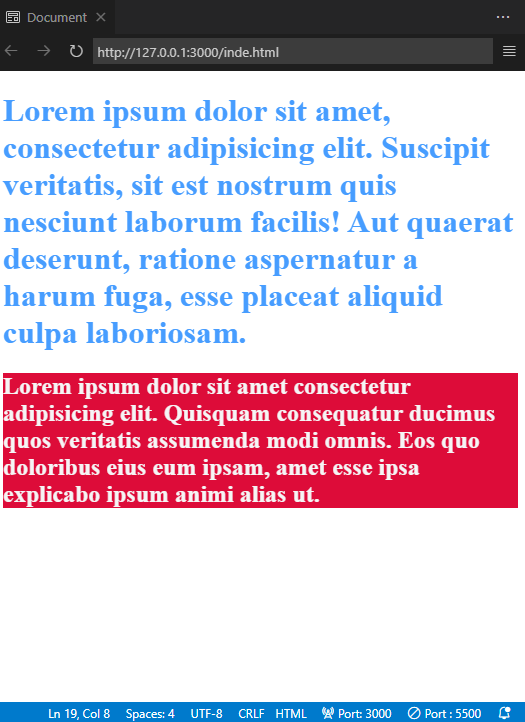 Document
http://127.0.0.1:3000/inde.html
Lorem ipsum dolor sit amet,
consectetur adipisicing elit. Suscipit
veritatis, sit est nostrum quis
nesciunt laborum facilis! Aut quaerat
deserunt, ratione aspernatur a
harum fuga, esse placeat aliquid
culpa laboriosam.
Lorem ipsum dolor sit amet consectetur
adipisicing elit. Quisquam consequatur ducimus
quos veritatis assumenda modi omnis. Eos quo
doloribus eius eum ipsam, amet esse ipsa
explicabo ipsum animi alias ut.
Ln 19, Col 8 Spaces: 4 UTF-8 CRLF HTML Port: 3000 Port : 5500